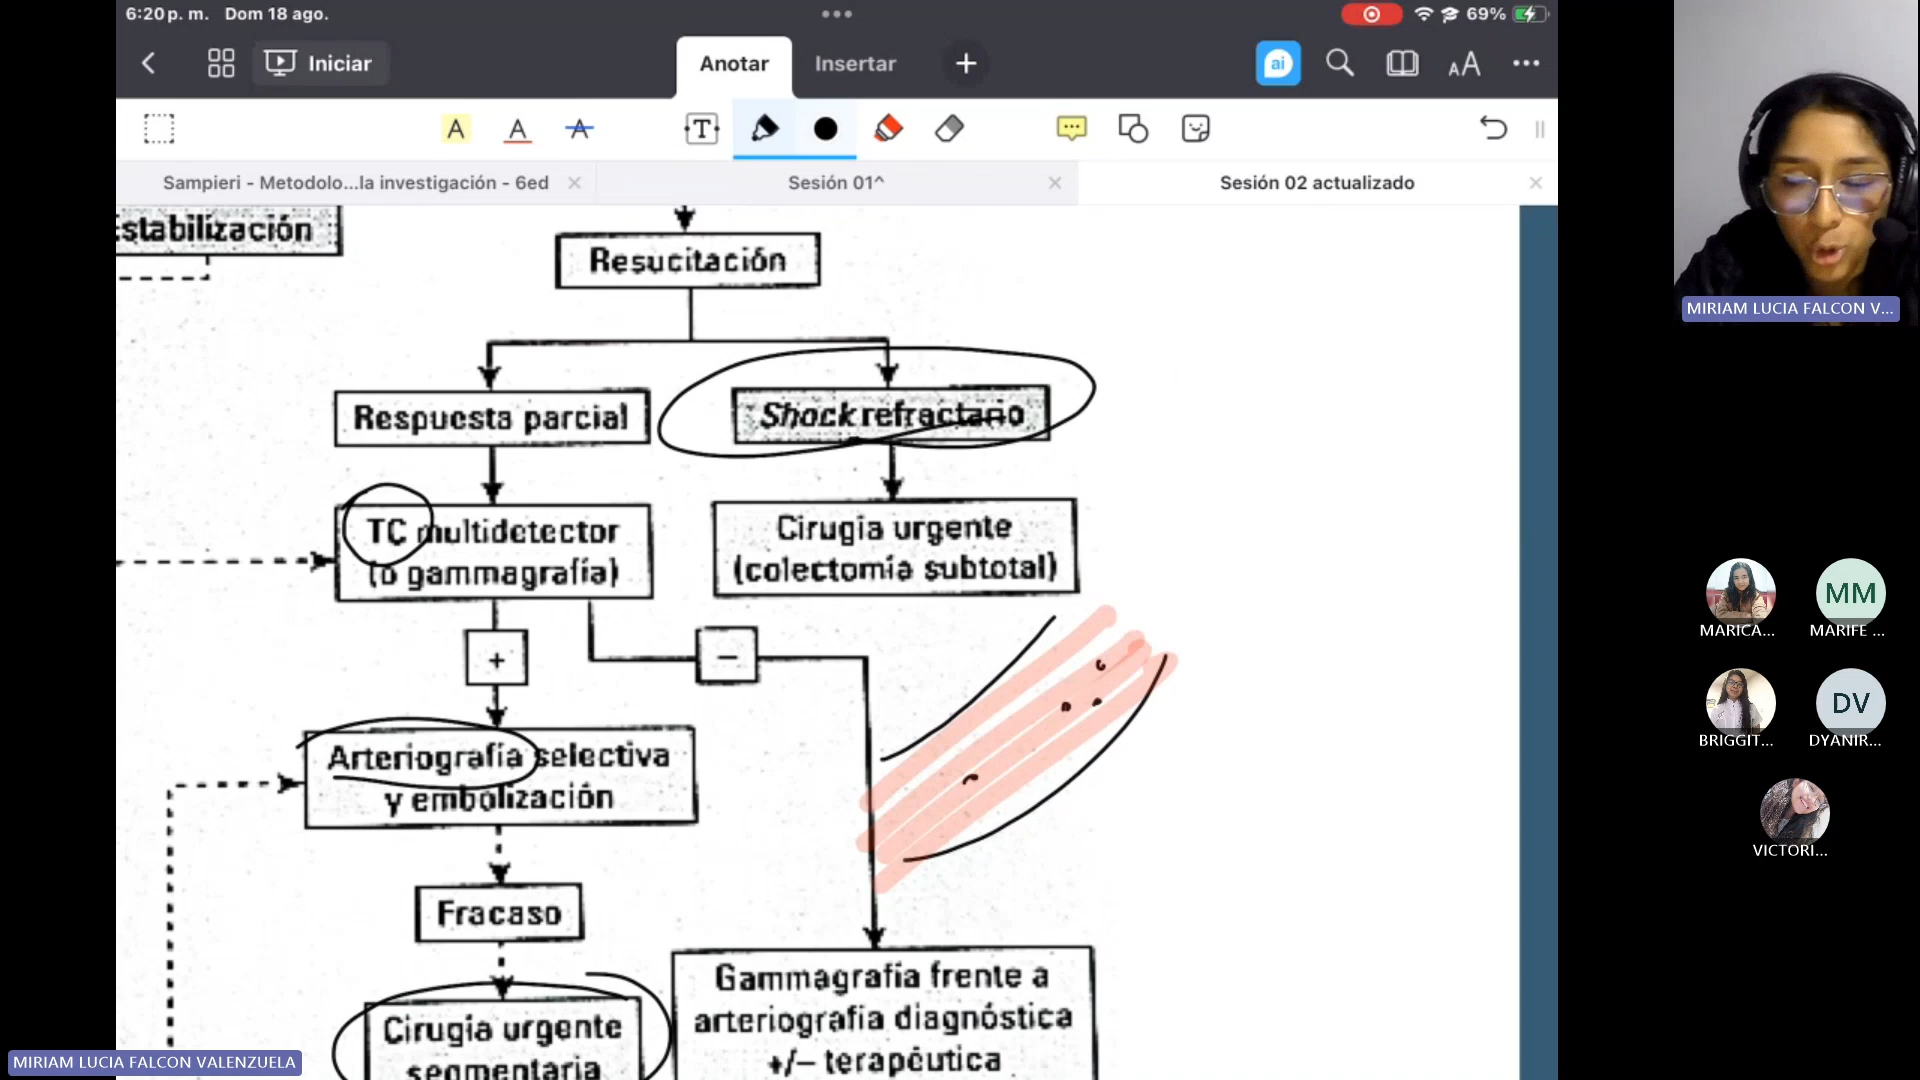 6:20 p. m. Dom 18 ago.
69%
Iniciar
Anotar
Insertar
ai
Sampieri - Metodolo...la investigación - 6ed
Sesión 01^
Sesión 02 actualizado
Estabilización
Resucitación
Respuesta parcial
Shock refractario
TC multidetector
(o gammagrafía)
Cirugía urgente
(colectomía subtotal)
+
−
Arteriografía selectiva
y embolización
Fracaso
Cirugía urgente
segmentaria
Gammagrafía frente a
arteriografía diagnóstica
+/− terapéutica
MIRIAM LUCIA FALCON V...
MM
MARICA...
MARIFE ...
DV
BRIGGIT...
DYANIR...
VICTORI...
MIRIAM LUCIA FALCON VALENZUELA